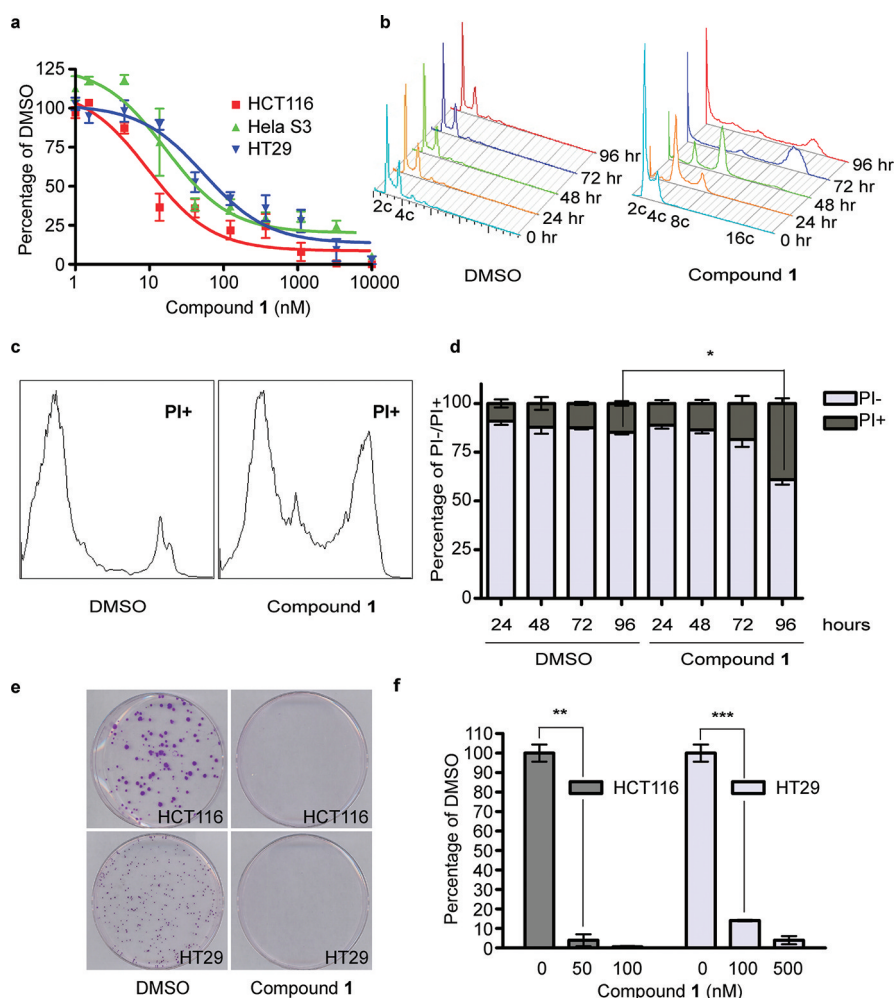 a
125
100
75
50
25
0
Percentage of DMSO
HCT116
Hela S3
HT29
1
10
100
1000
10000
Compound 1 (nM)
b
2c
4c
0 hr
24 hr
48 hr
72 hr
96 hr
DMSO
2c
4c
8c
16c
0 hr
24 hr
48 hr
72 hr
96 hr
Compound 1
c
PI+
PI+
DMSO
Compound 1
d
*
Percentage of PI-/PI+
100
75
50
25
0
PI-
PI+
24 48 72 96 24 48 72 96 hours
DMSO
Compound 1
e
HCT116
HCT116
HT29
HT29
DMSO
Compound 1
f
Percentage of DMSO
110
100
90
80
70
60
50
40
30
20
10
0
**
***
HCT116
HT29
0 50 100 0 100 500
Compound 1 (nM)